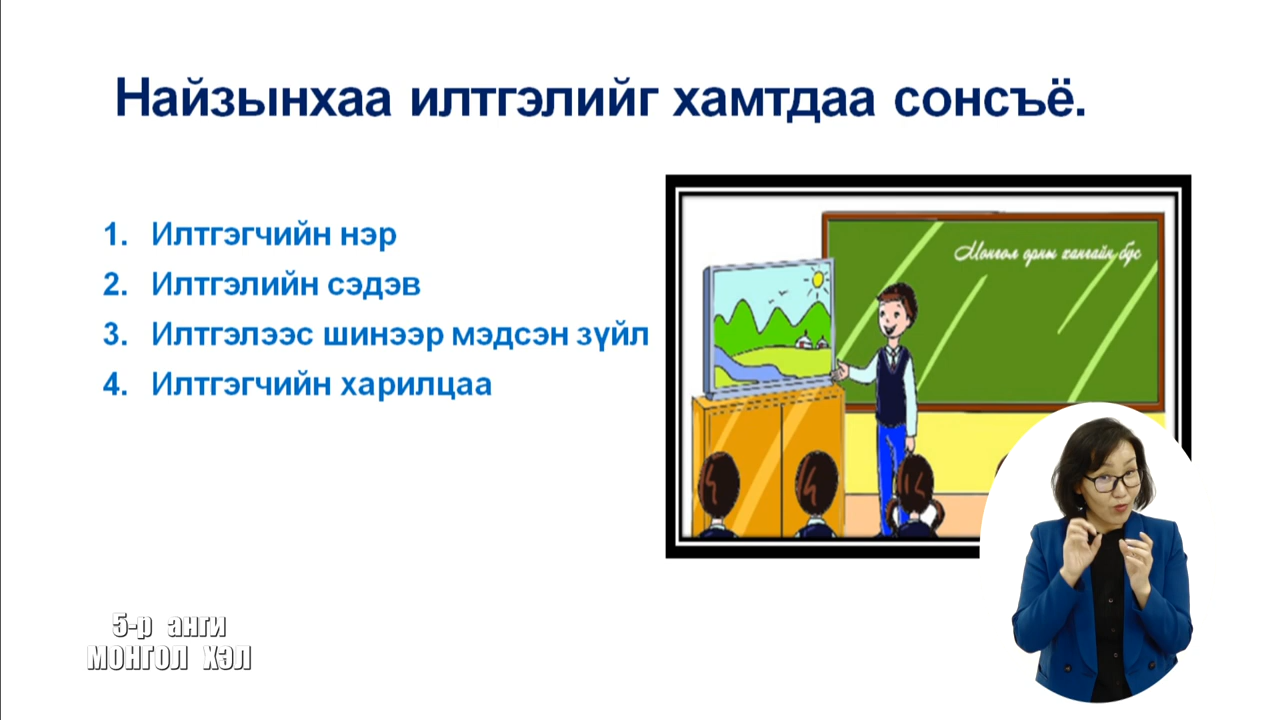 Найзынхаа илтгэлийг хамтдаа сонсъё.
1. Илтгэгчийн нэр
2. Илтгэлийн сэдэв
3. Илтгэлээс шинээр мэдсэн зүйл
4. Илтгэгчийн харилцаа
Монгол орны хангайн бүс
5-р анги
МОНГОЛ ХЭЛ